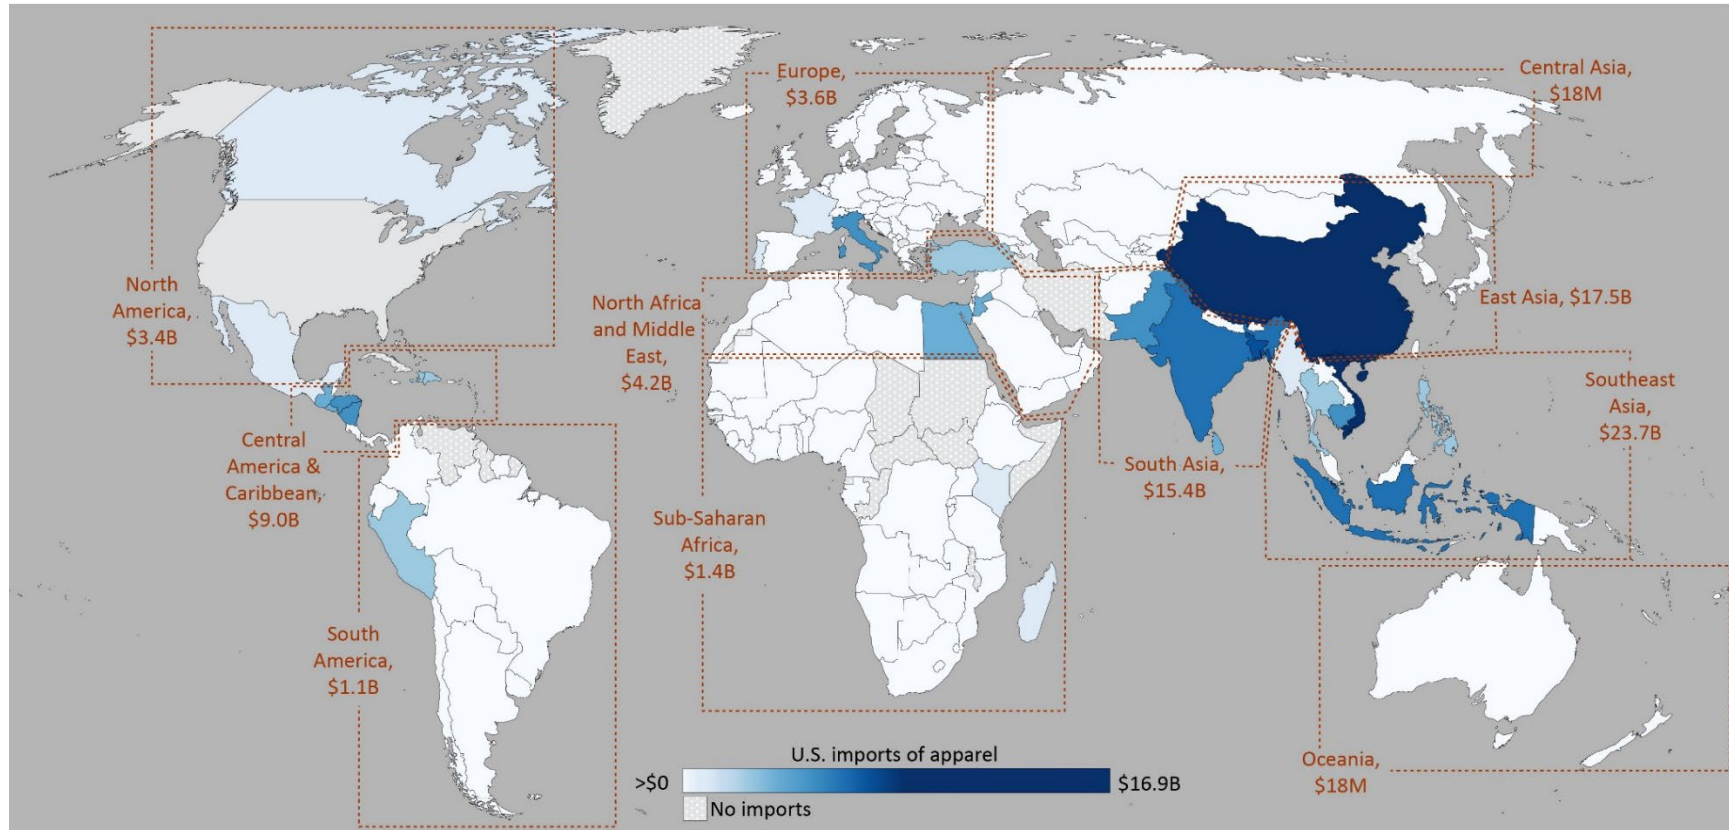 Europe,
$3.6B
Central Asia,
$18M
North
America,
$3.4B
North Africa
and Middle
East,
$4.2B
East Asia, $17.5B
Southeast
Asia,
$23.7B
Central
America &
Caribbean,
$9.0B
South Asia,
$15.4B
Sub-Saharan
Africa,
$1.4B
South
America,
$1.1B
Oceania,
$18M
U.S. imports of apparel
>$0
$16.9B
No imports